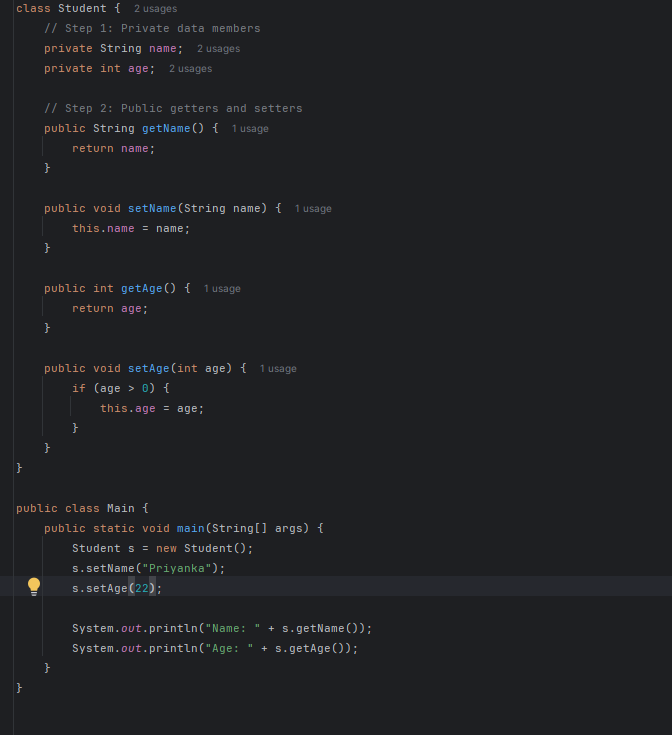 class Student {  2 usages
    // Step 1: Private data members
    private String name;  2 usages
    private int age;  2 usages

    // Step 2: Public getters and setters
    public String getName() {  1 usage
        return name;
    }

    public void setName(String name) {  1 usage
        this.name = name;
    }

    public int getAge() {  1 usage
        return age;
    }

    public void setAge(int age) {  1 usage
        if (age > 0) {
            this.age = age;
        }
    }
}

public class Main {
    public static void main(String[] args) {
        Student s = new Student();
        s.setName("Priyanka");
        s.setAge(22);

        System.out.println("Name: " + s.getName());
        System.out.println("Age: " + s.getAge());
    }
}